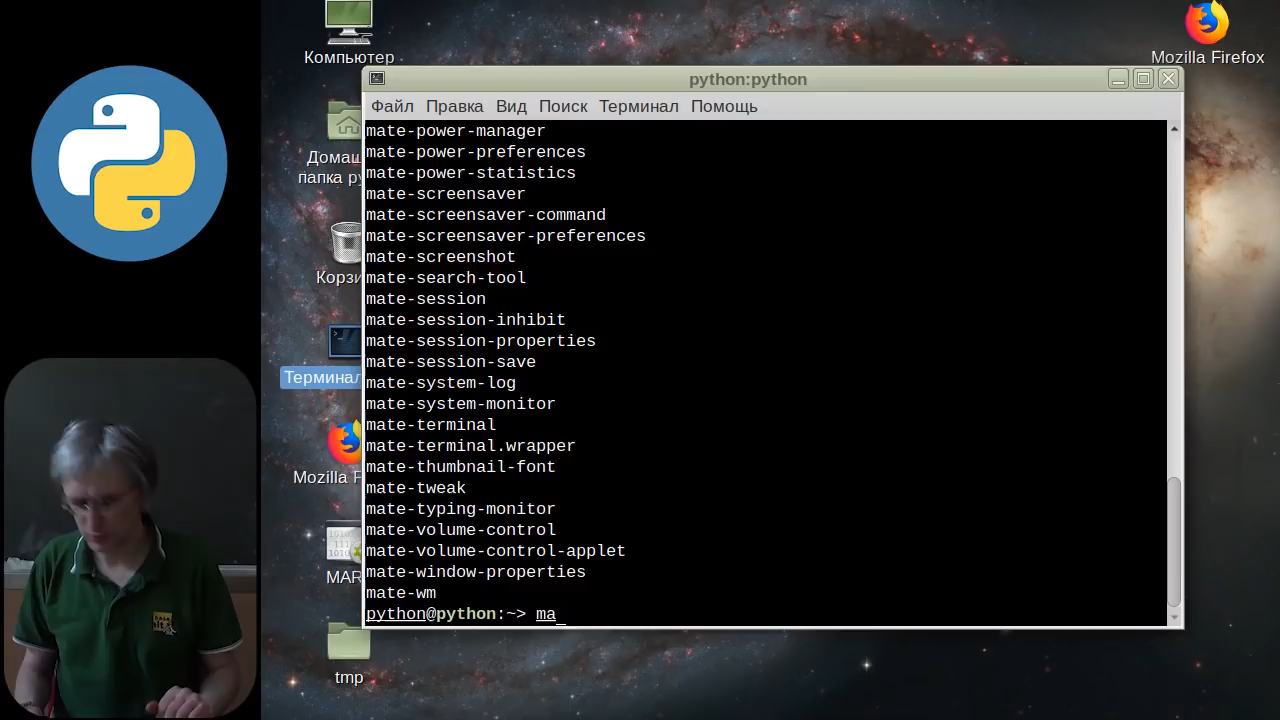 Компьютер
Mozilla Firefox
python:python
Файл Правка Вид Поиск Терминал Помощь
mate-power-manager
mate-power-preferences
mate-power-statistics
mate-screensaver
mate-screensaver-command
mate-screensaver-preferences
mate-screenshot
mate-search-tool
mate-session
mate-session-inhibit
mate-session-properties
mate-session-save
mate-system-log
mate-system-monitor
mate-terminal
mate-terminal.wrapper
mate-thumbnail-font
mate-tweak
mate-typing-monitor
mate-volume-control
mate-volume-control-applet
mate-window-properties
mate-wm
python@python:~> ma
Домаш
папка py
Корзи
Терминал
Mozilla F
MAR
tmp